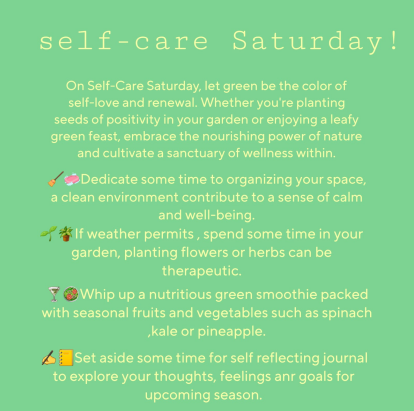 self-care Saturday!
On Self-Care Saturday, let green be the color of
self-love and renewal. Whether you're planting
seeds of positivity in your garden or enjoying a leafy
green feast, embrace the nourishing power of nature
and cultivate a sanctuary of wellness within.
🧹🧼Dedicate some time to organizing your space,
a clean environment contribute to a sense of calm
and well-being.
🌱🪴If weather permits , spend some time in your
garden, planting flowers or herbs can be
therapeutic.
🍸🥗Whip up a nutritious green smoothie packed
with seasonal fruits and vegetables such as spinach
,kale or pineapple.
✍️📒Set aside some time for self reflecting journal
to explore your thoughts, feelings anr goals for
upcoming season.